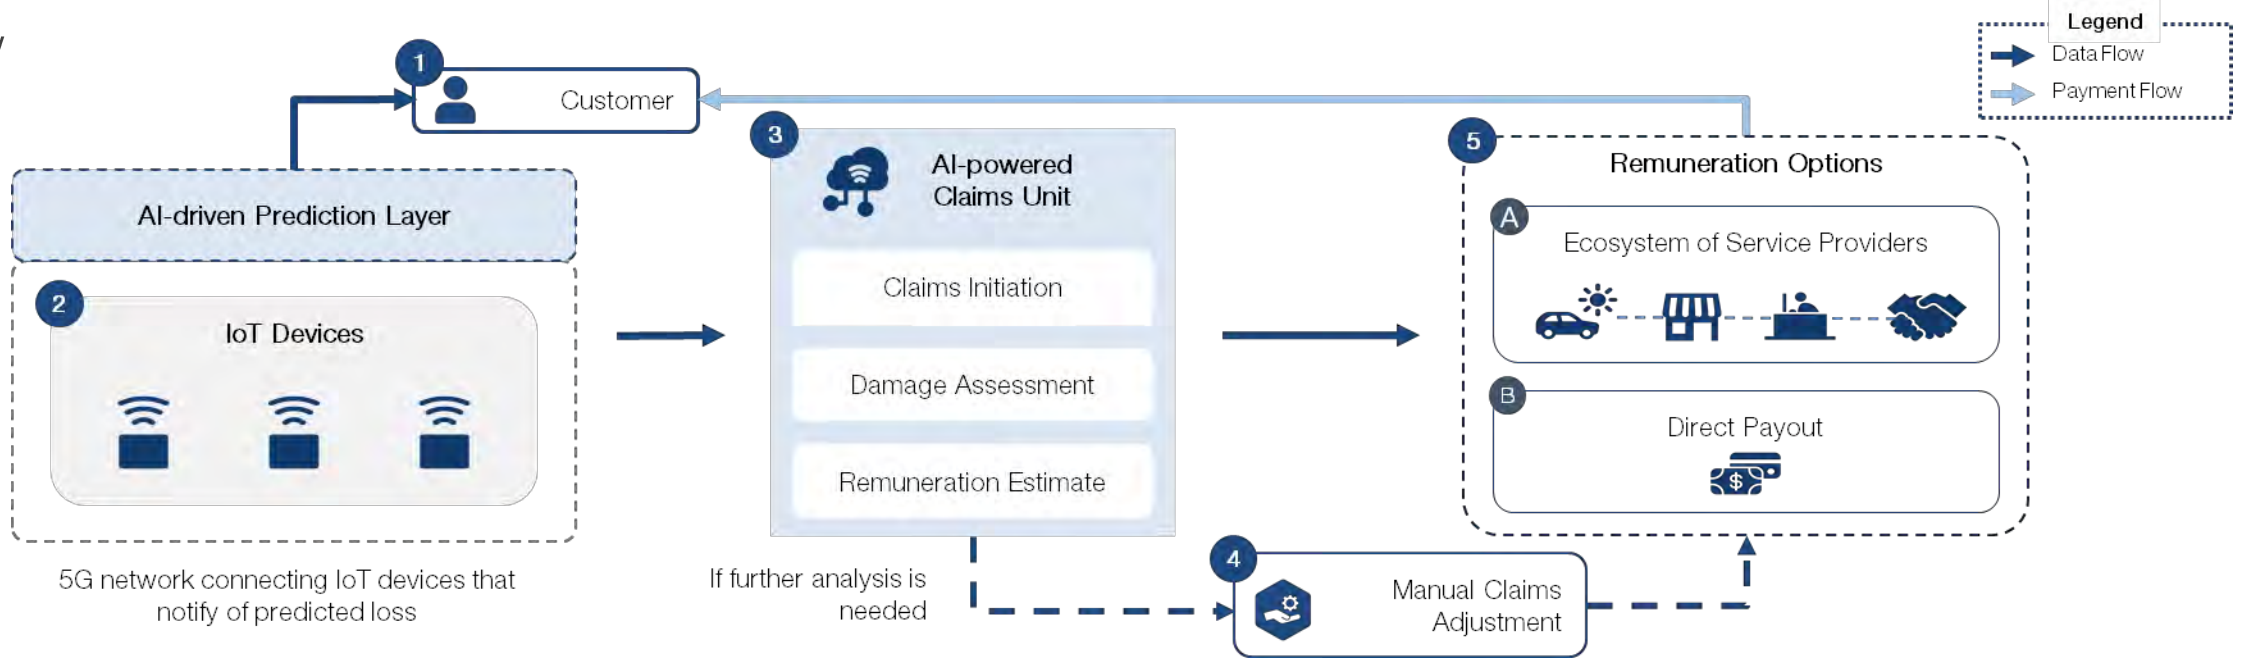 Legend
Data Flow
Payment Flow
1
Customer
AI-driven Prediction Layer
2
IoT Devices
5G network connecting IoT devices that
notify of predicted loss
3
AI-powered
Claims Unit
Claims Initiation
Damage Assessment
Remuneration Estimate
If further analysis is
needed
4
Manual Claims
Adjustment
5
Remuneration Options
A
Ecosystem of Service Providers
B
Direct Payout
$